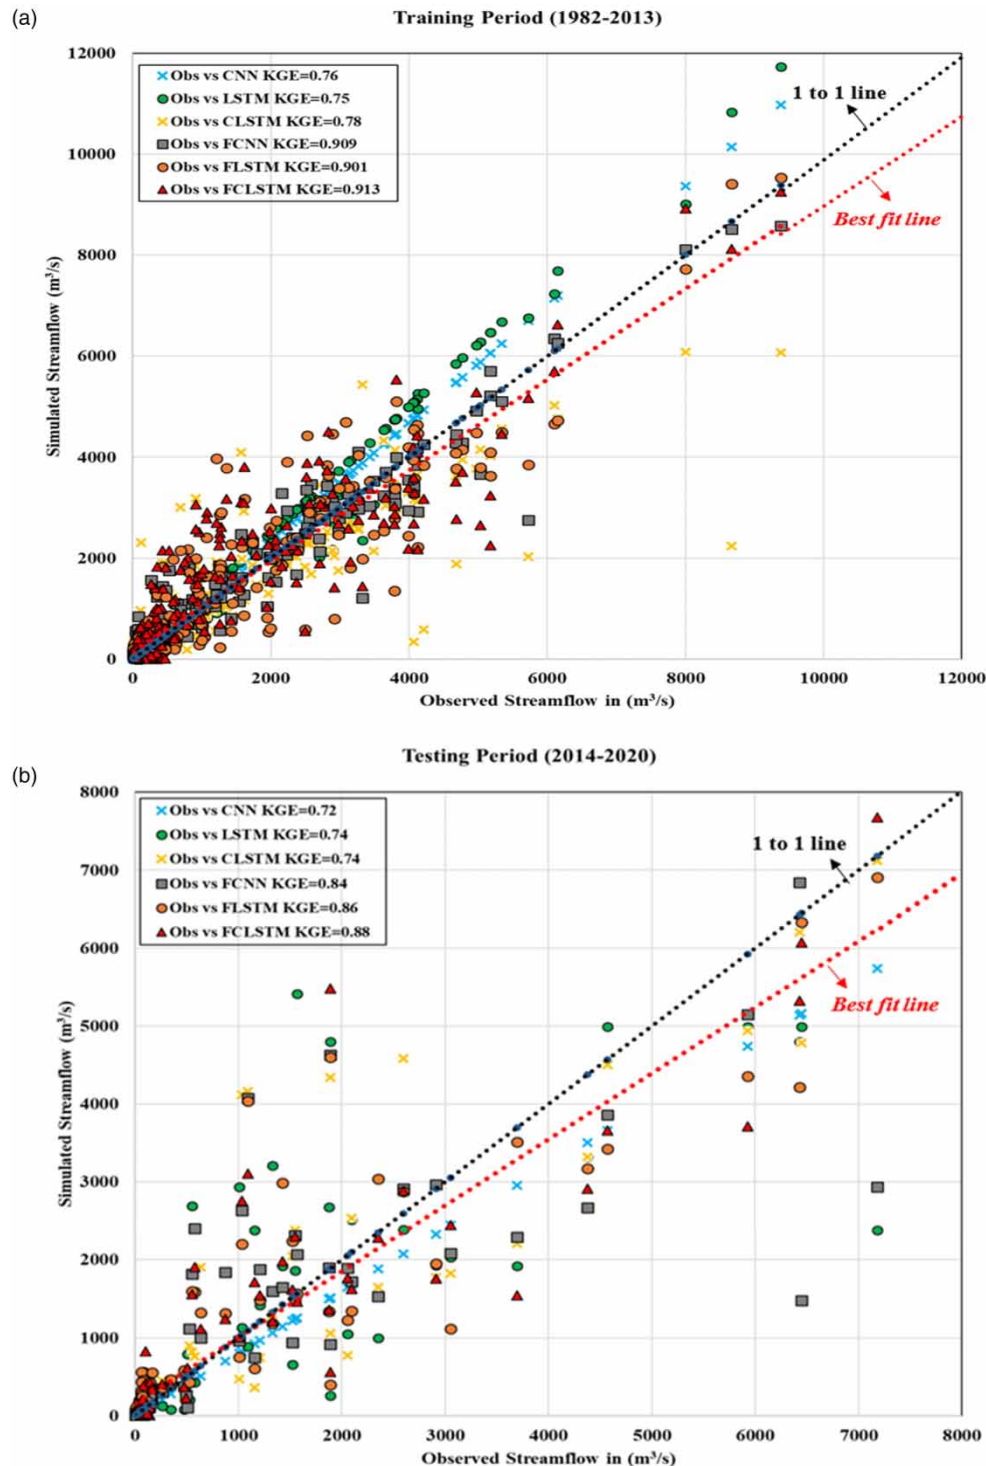 (a)
Training Period (1982-2013)
12000
10000
8000
6000
4000
2000
0
Simulated Streamflow (m³/s)
Obs vs CNN KGE=0.76
Obs vs LSTM KGE=0.75
Obs vs CLSTM KGE=0.78
Obs vs FCNN KGE=0.909
Obs vs FLSTM KGE=0.901
Obs vs FCLSTM KGE=0.913
1 to 1 line
Best fit line
0 2000 4000 6000 8000 10000 12000
Observed Streamflow in (m³/s)
(b)
Testing Period (2014-2020)
8000
7000
6000
5000
4000
3000
2000
1000
0
Simulated Streamflow (m³/s)
Obs vs CNN KGE=0.72
Obs vs LSTM KGE=0.74
Obs vs CLSTM KGE=0.74
Obs vs FCNN KGE=0.84
Obs vs FLSTM KGE=0.86
Obs vs FCLSTM KGE=0.88
1 to 1 line
Best fit line
0 1000 2000 3000 4000 5000 6000 7000 8000
Observed Streamflow in (m³/s)